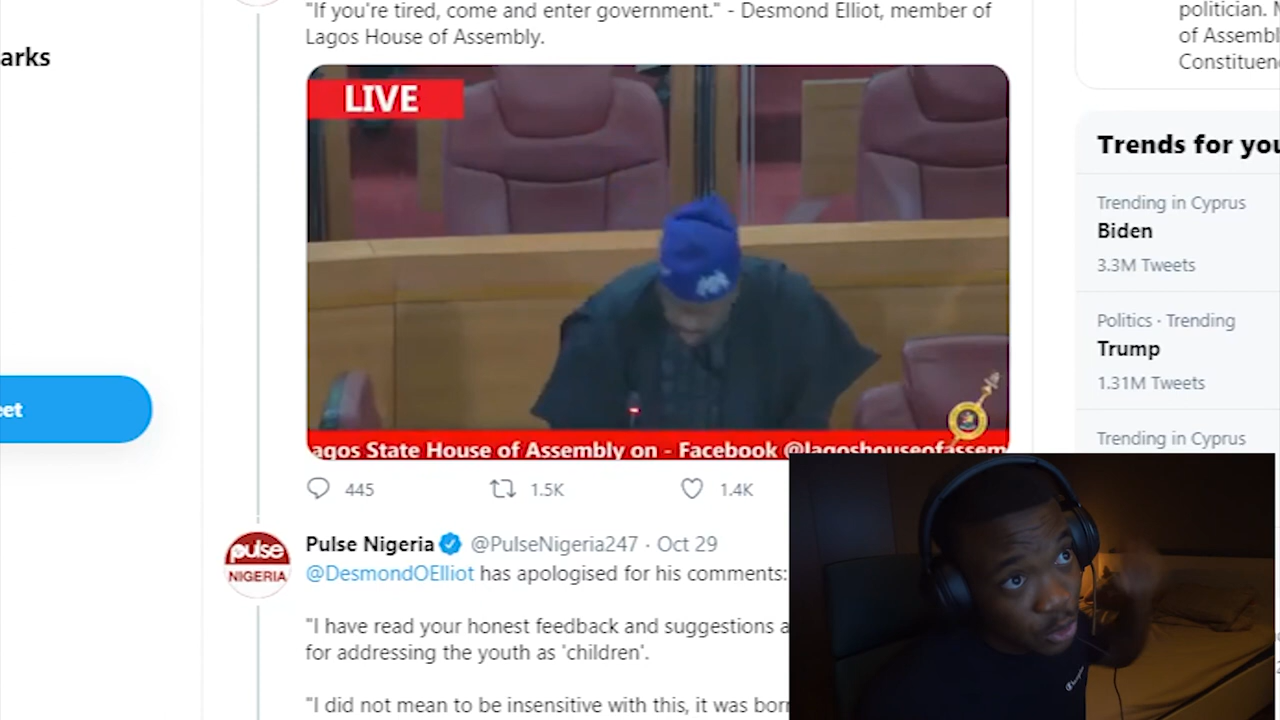 "If you're tired, come and enter government." - Desmond Elliot, member of
Lagos House of Assembly.
LIVE
agos State House of Assembly on - Facebook @lagoshouseofassem
445
1.5K
1.4K
pulse
NIGERIA
Pulse Nigeria @PulseNigeria247 · Oct 29
@DesmondOElliot has apologised for his comments:
"I have read your honest feedback and suggestions a
for addressing the youth as 'children'.
"I did not mean to be insensitive with this, it was bor
arks
eet
politician.
of Assembl
Constituen
Trends for you
Trending in Cyprus
Biden
3.3M Tweets
Politics · Trending
Trump
1.31M Tweets
Trending in Cyprus
Champion